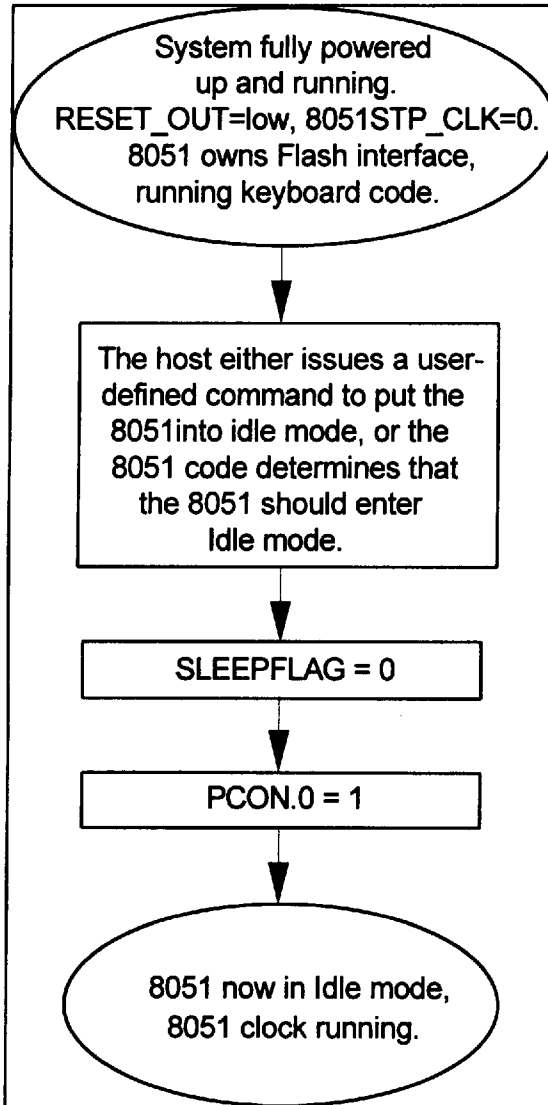 System fully powered
up and running.
RESET_OUT=low, 8051STP_CLK=0.
8051 owns Flash interface,
running keyboard code.
The host either issues a user-
defined command to put the
8051into idle mode, or the
8051 code determines that
the 8051 should enter
Idle mode.
SLEEPFLAG = 0
PCON.0 = 1
8051 now in Idle mode,
8051 clock running.